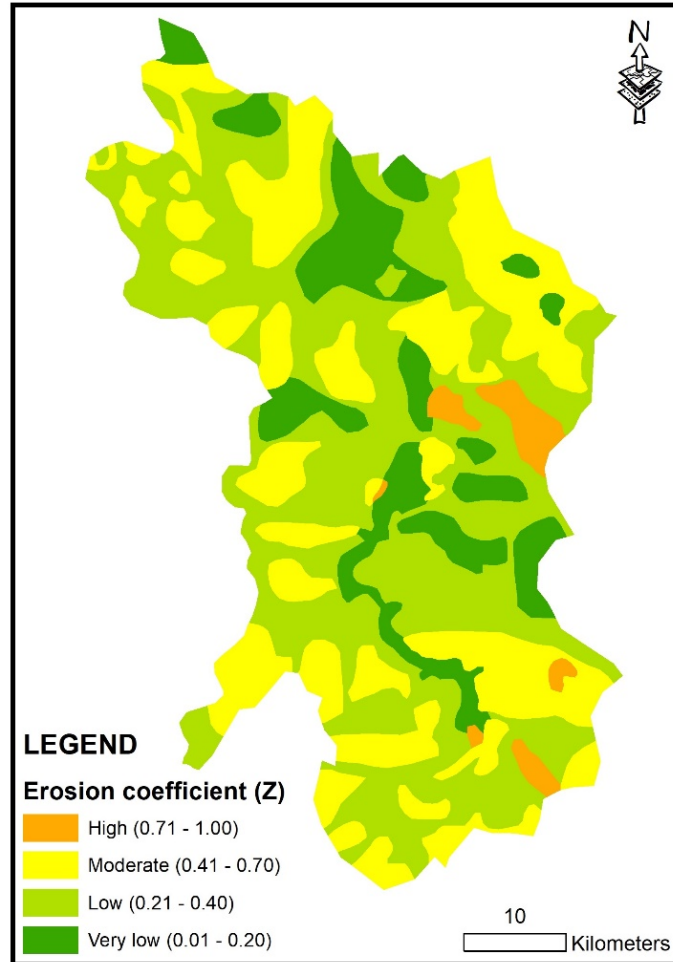 N
LEGEND
Erosion coefficient (Z)
High (0.71 - 1.00)
Moderate (0.41 - 0.70)
Low (0.21 - 0.40)
Very low (0.01 - 0.20)
10
Kilometers